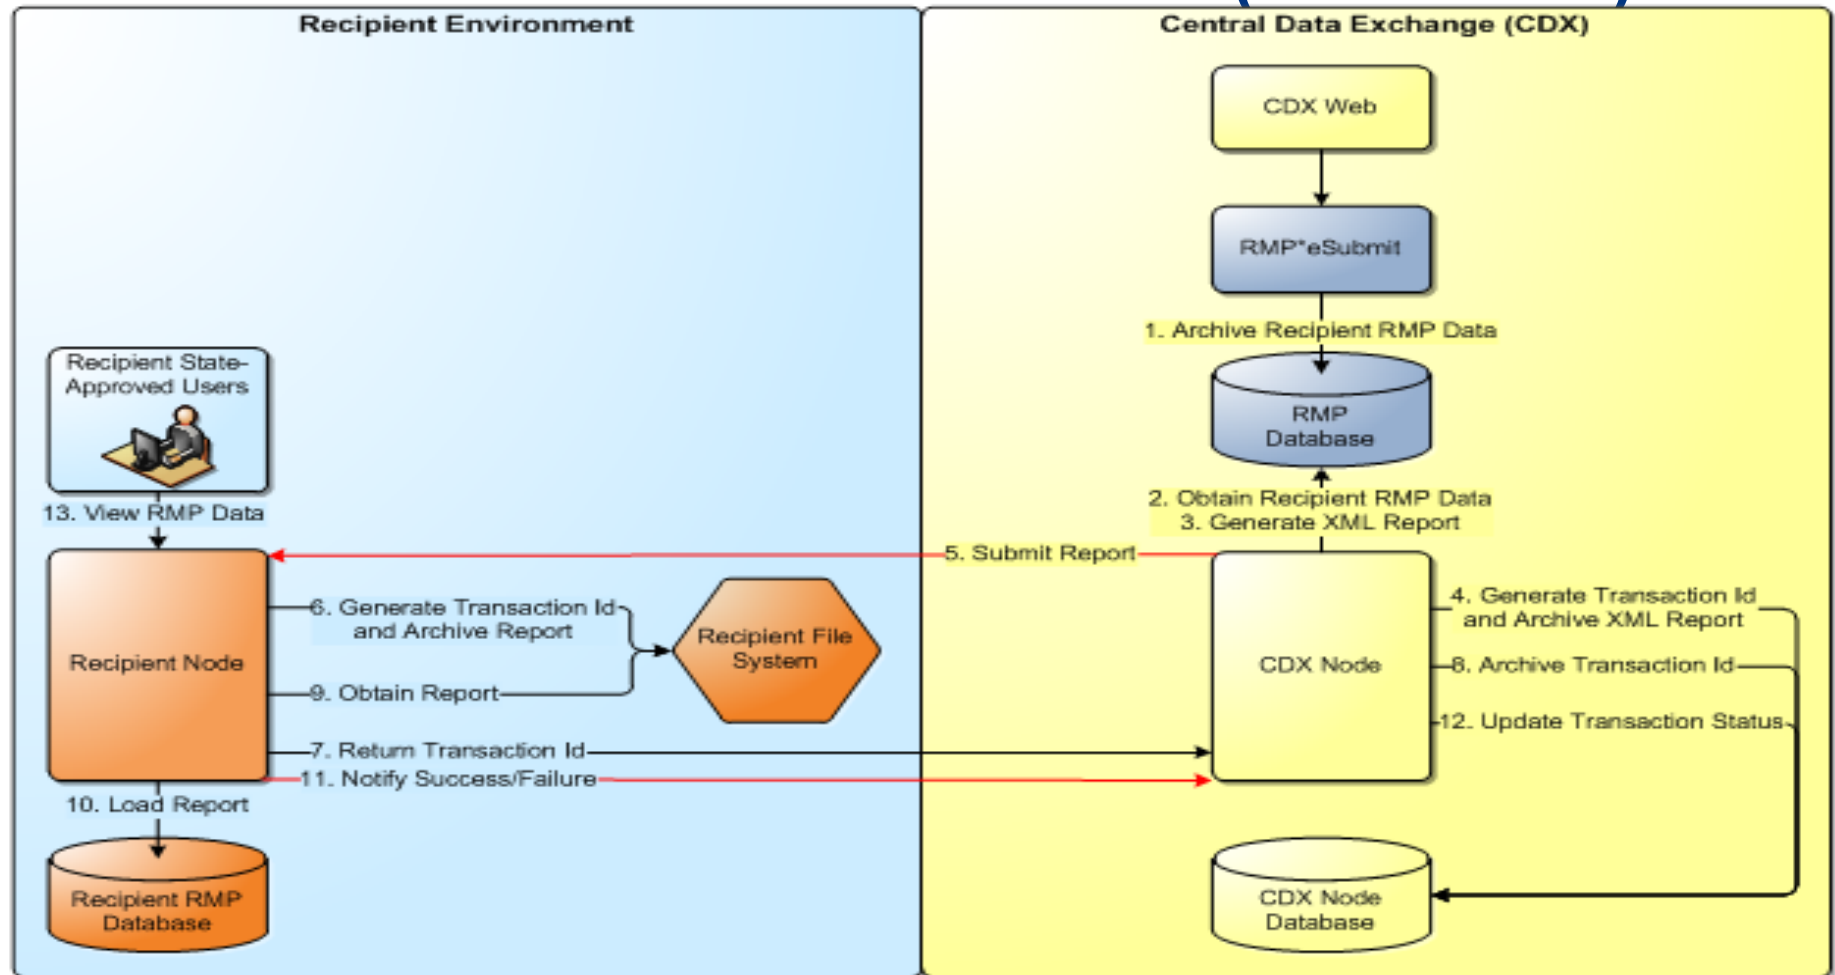 Recipient Environment
Central Data Exchange (CDX)
CDX Web
RMP*eSubmit
1. Archive Recipient RMP Data
RMP
Database
2. Obtain Recipient RMP Data
3. Generate XML Report
Recipient State-
Approved Users
13. View RMP Data
5. Submit Report
Recipient Node
6. Generate Transaction Id
and Archive Report
9. Obtain Report
Recipient File
System
7. Return Transaction Id
11. Notify Success/Failure
10. Load Report
Recipient RMP
Database
CDX Node
4. Generate Transaction Id
and Archive XML Report
8. Archive Transaction Id
12. Update Transaction Status
CDX Node
Database